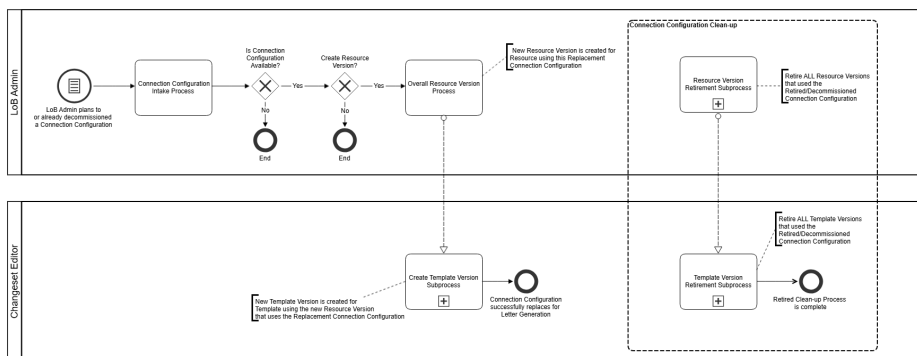 Connection Configuration Clean-up
LoB Admin
Is Connection
Configuration
Available?
Create Resource
Version?
New Resource Version is created for
Resource using this Replacement
Connection Configuration
Connection Configuration
Intake Process
Yes
Yes
Overall Resource Version
Process
Resource Version
Retirement Subprocess
Retire ALL Resource Versions
that used the
Retired/Decommissioned
Connection Configuration
LoB Admin plans to
or already decommissioned
a Connection Configuration
No
No
End
End
Changeset Editor
Retire ALL Template Versions
that used the
Retired/Decommissioned
Connection Configuration
Create Template Version
Subprocess
Template Version
Retirement Subprocess
New Template Version is created for
Template using the new Resource Version
that uses the Replacement Connection Configuration
Connection Configuration
successfully replaces for
Letter Generation
Retired Clean-up Process
is complete